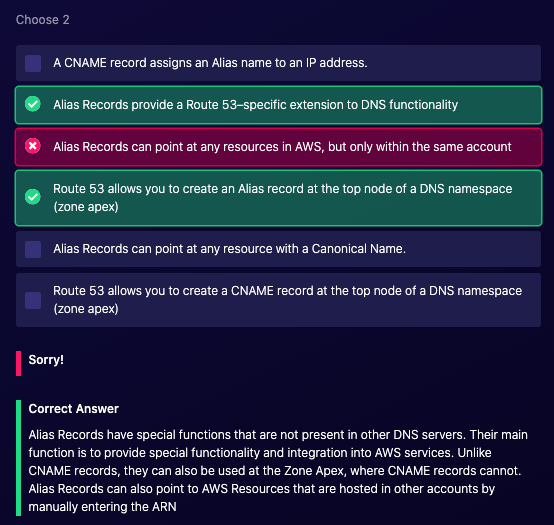 Choose 2
A CNAME record assigns an Alias name to an IP address.
Alias Records provide a Route 53–specific extension to DNS functionality
Alias Records can point at any resources in AWS, but only within the same account
Route 53 allows you to create an Alias record at the top node of a DNS namespace
(zone apex)
Alias Records can point at any resource with a Canonical Name.
Route 53 allows you to create a CNAME record at the top node of a DNS namespace
(zone apex)
Sorry!
Correct Answer
Alias Records have special functions that are not present in other DNS servers. Their main
function is to provide special functionality and integration into AWS services. Unlike
CNAME records, they can also be used at the Zone Apex, where CNAME records cannot.
Alias Records can also point to AWS Resources that are hosted in other accounts by
manually entering the ARN